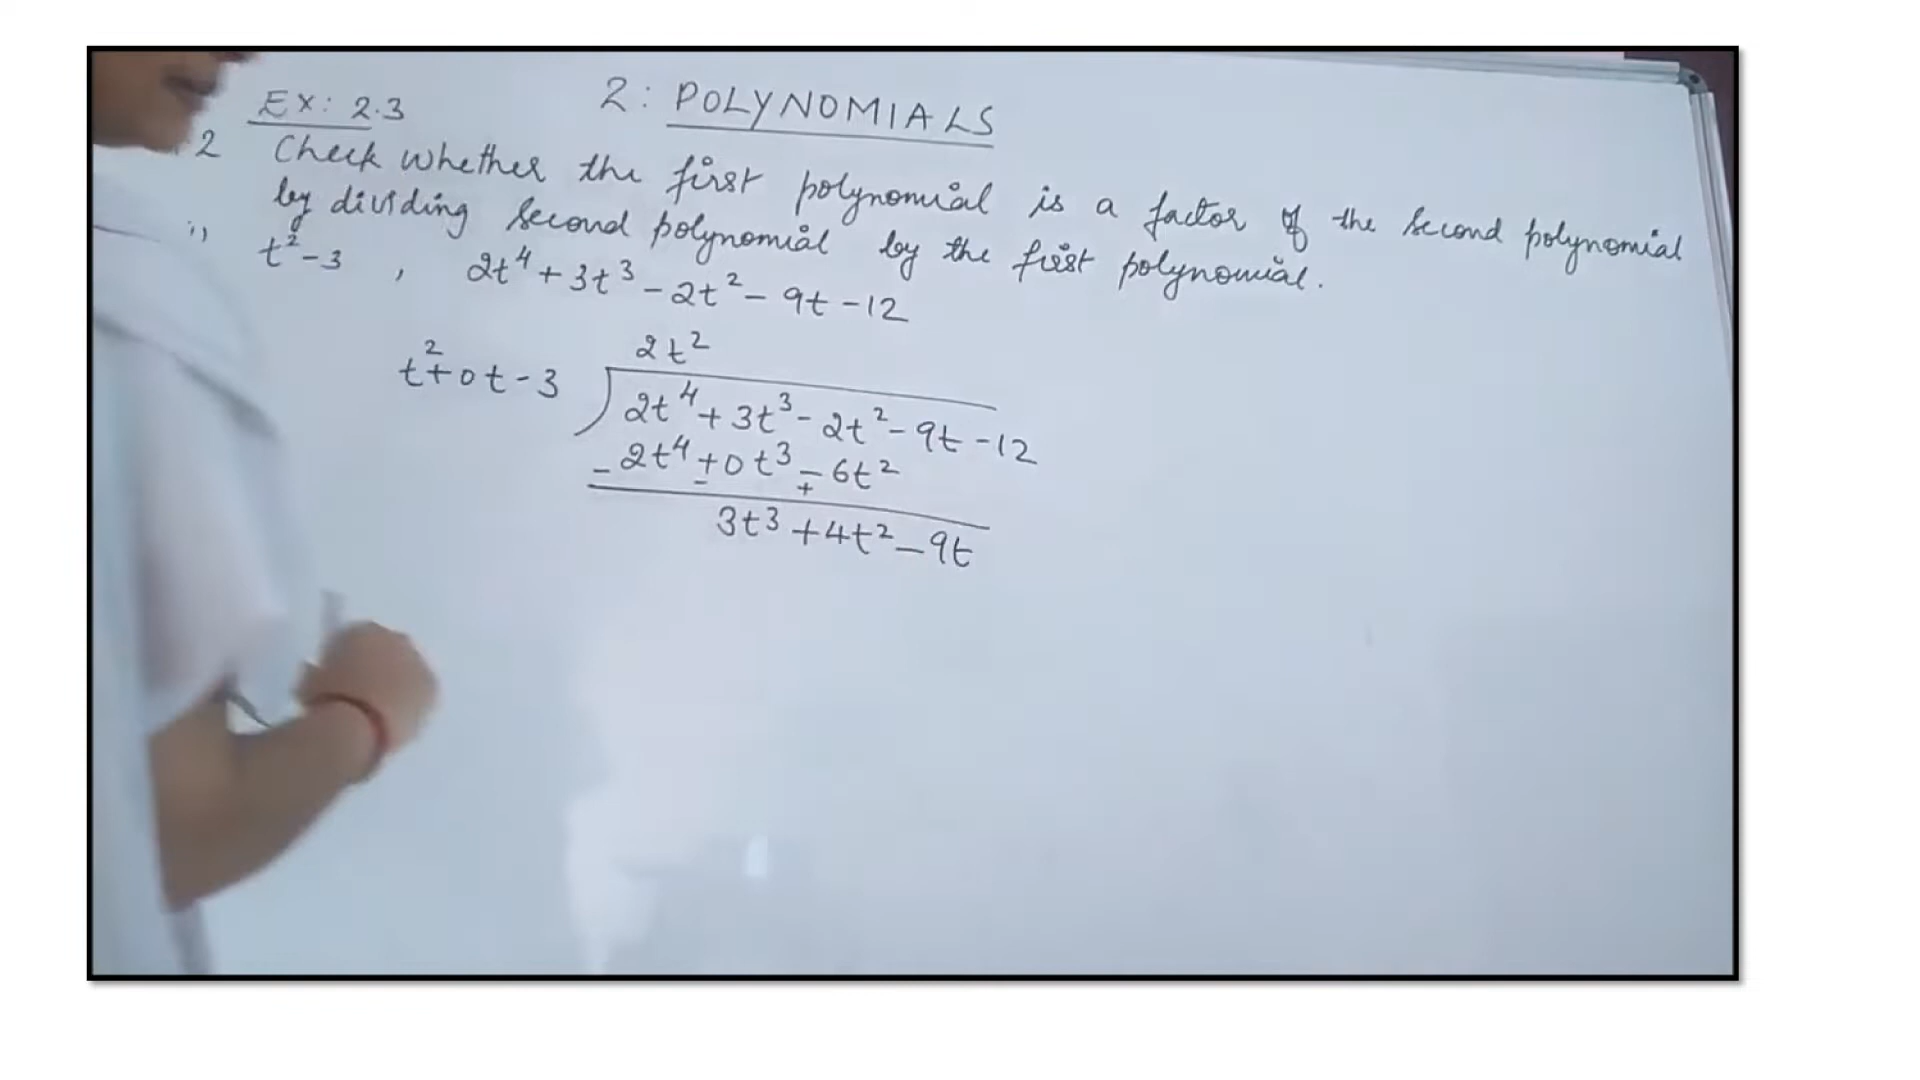 Ex: 2.3
2: POLYNOMIALS
2 Check whether the first polynomial is a factor of the second polynomial
by dividing second polynomial by the first polynomial.
i) t²-3 , 2t⁴+3t³-2t²-9t-12
2t²
t²+0t-3 ) 2t⁴+3t³-2t²-9t-12
-2t⁴+0t³-6t²
- +
3t³+4t²-9t